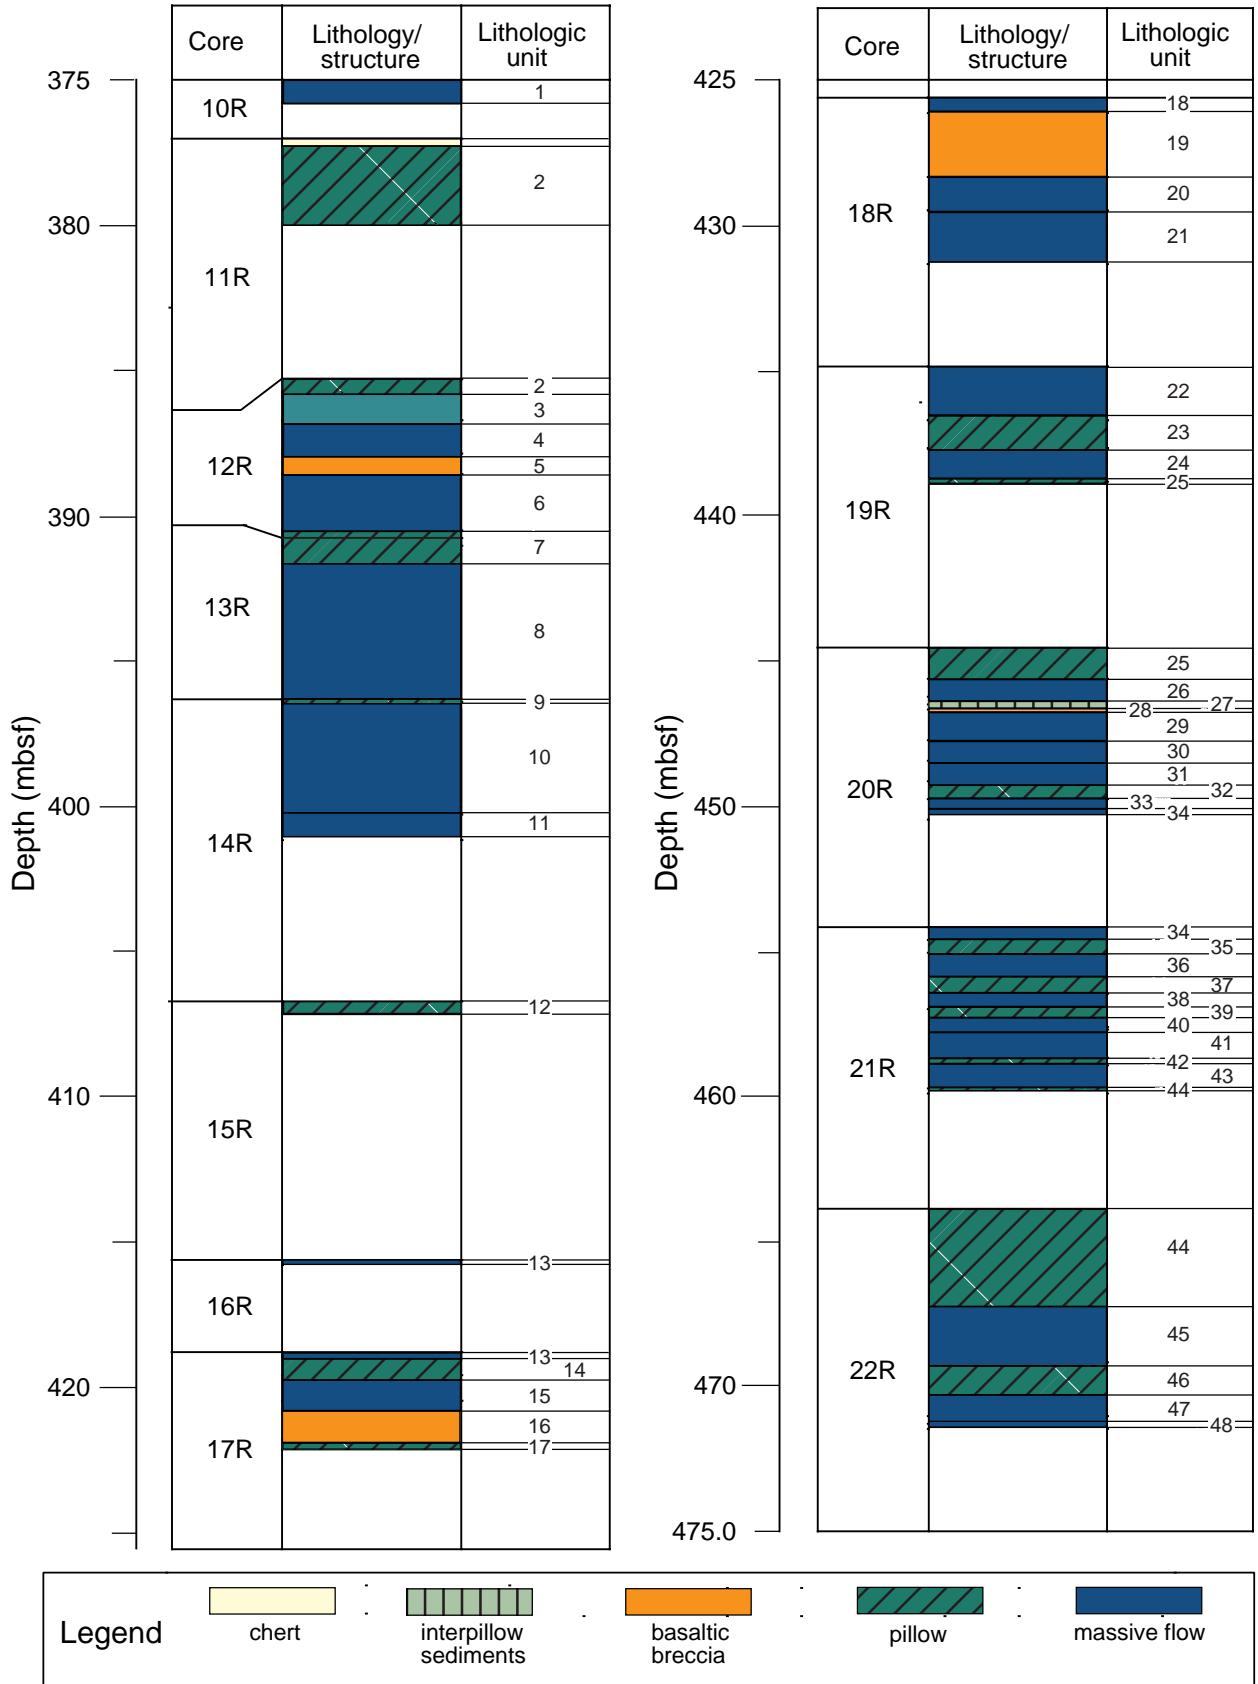 Core
Lithology/
structure
Lithologic
unit
375
380
390
400
410
420
Depth (mbsf)
10R
11R
12R
13R
14R
15R
16R
17R
1
2
2
3
4
5
6
7
8
9
10
11
12
13
13
14
15
16
17
Core
Lithology/
structure
Lithologic
unit
425
430
440
450
460
470
475.0
Depth (mbsf)
18R
19R
20R
21R
22R
18
19
20
21
22
23
24
25
25
26
27
28
29
30
31
32
33
34
34
35
36
37
38
39
40
41
42
43
44
44
45
46
47
48
Legend
chert
interpillow
sediments
basaltic
breccia
pillow
massive flow